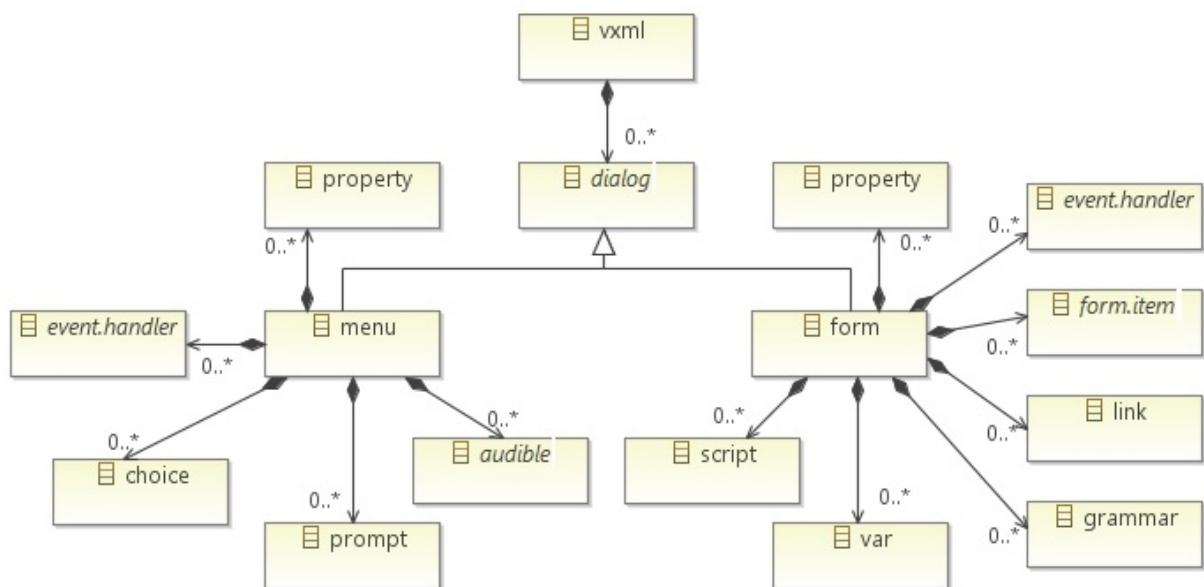 vxml
0..*
dialog
property
property
event.handler
0..*
0..*
0..*
form.item
event.handler
menu
form
0..*
0..*
link
0..*
0..*
0..*
0..*
choice
audible
script
0..*
0..*
0..*
grammar
prompt
var